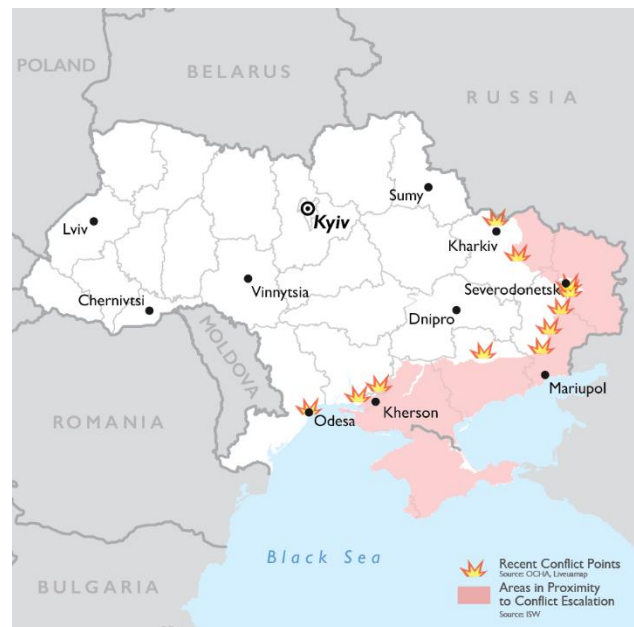 POLAND
BELARUS
RUSSIA
Sumy
Kyiv
Lviv
Kharkiv
Severodonetsk
Vinnytsia
Chernivtsi
Dnipro
MOLDOVA
Mariupol
ROMANIA
Kherson
Odesa
Black Sea
Recent Conflict Points
Source: OCHA, Liveuamap
Areas in Proximity
to Conflict Escalation
Source: ISW
BULGARIA